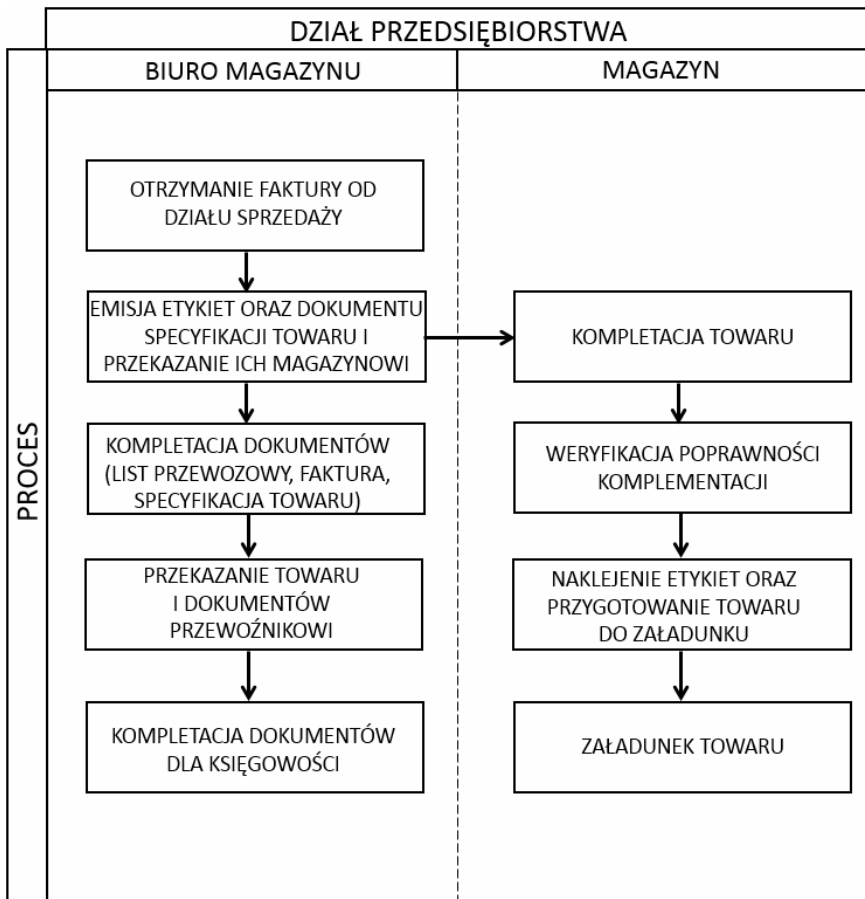 DZIAŁ PRZEDSIĘBIORSTWA
BIURO MAGAZYNU
MAGAZYN
PROCES
OTRZYMANIE FAKTURY OD
DZIAŁU SPRZEDAŻY
EMISJA ETYKIET ORAZ DOKUMENTU
SPECYFIKACJI TOWARU I
PRZEKAZANIE ICH MAGAZYNOWI
KOMPLETACJA TOWARU
KOMPLETACJA DOKUMENTÓW
(LIST PRZEWOZOWY, FAKTURA,
SPECYFIKACJA TOWARU)
WERYFIKACJA POPRAWNOŚCI
KOMPLEMENTACJI
PRZEKAZANIE TOWARU
I DOKUMENTÓW
PRZEWOŹNIKOWI
NAKLEJENIE ETYKIET ORAZ
PRZYGOTOWANIE TOWARU
DO ZAŁADUNKU
KOMPLETACJA DOKUMENTÓW
DLA KSIĘGOWOŚCI
ZAŁADUNEK TOWARU